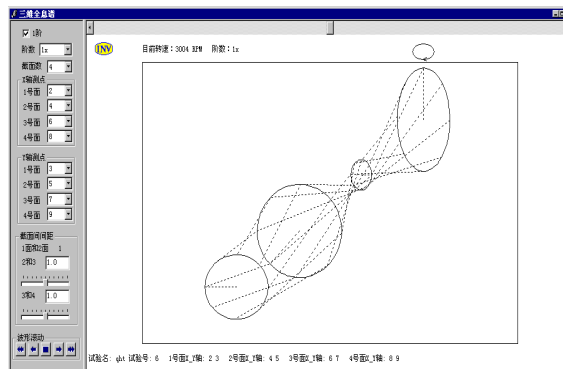 三维全息谱
1阶
阶数 1x
截面数 4
X轴测点
1号面 2
2号面 4
3号面 6
4号面 8
Y轴测点
1号面 3
2号面 5
3号面 7
4号面 9
截面间间距
1面和2面 1
2和3 1.0
3和4 1.0
波形滚动
INV
目前转速: 3004 RPM 阶数: 1x
试验名: qht 试验号: 6 1号面X_Y轴: 2 3 2号面X_Y轴: 4 5 3号面X_Y轴: 6 7 4号面X_Y轴: 8 9